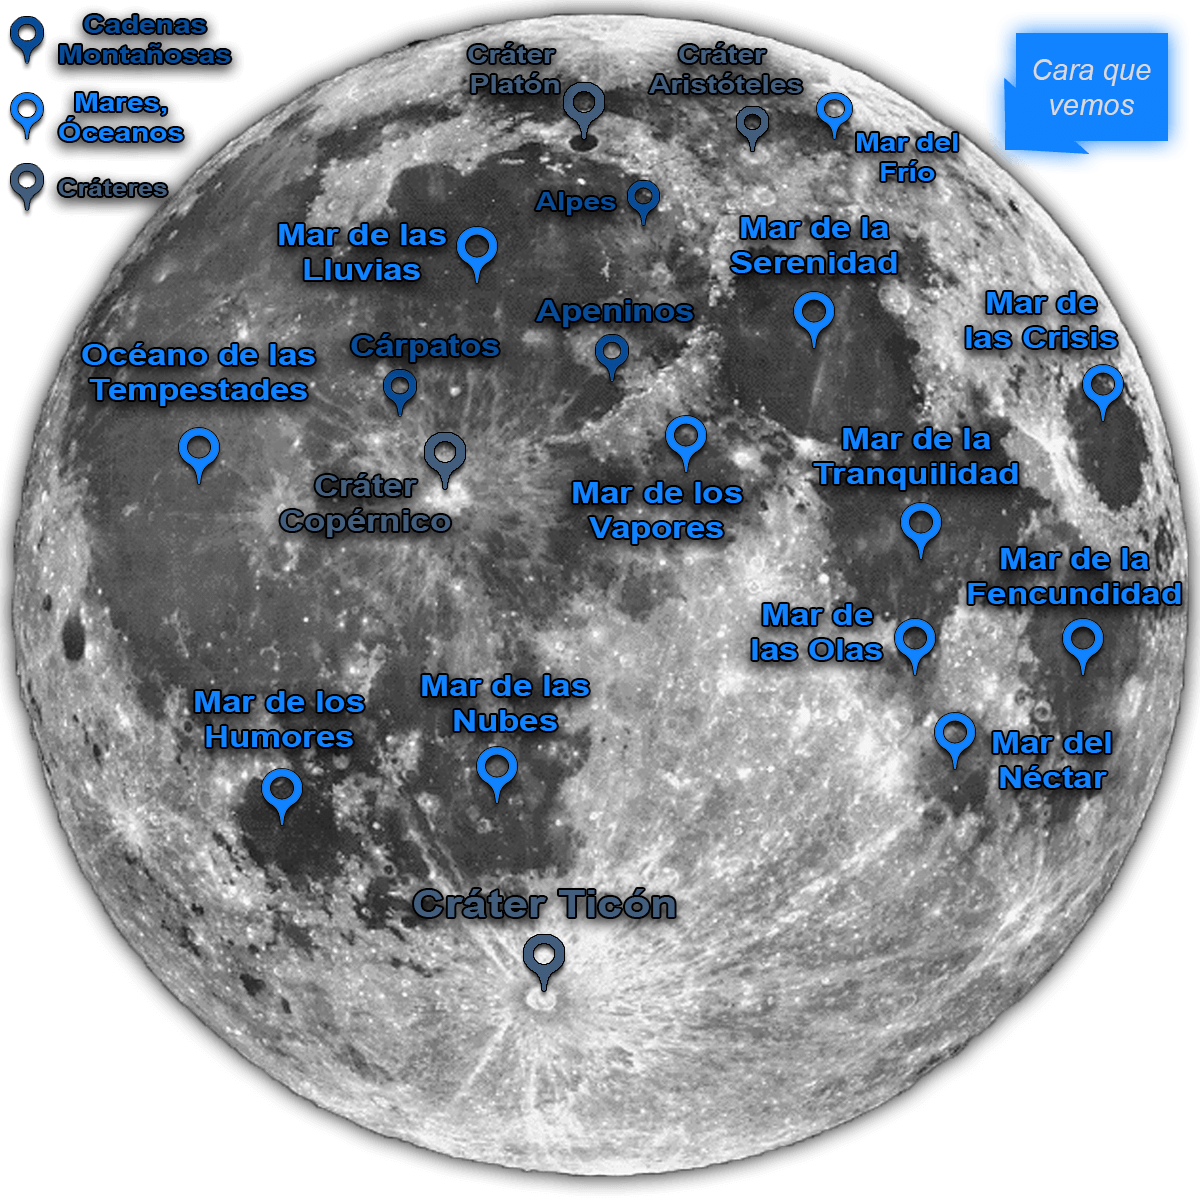 Cadenas
Montañosas
Mares,
Óceanos
Cráteres
Cara que
vemos
Cráter
Platón
Cráter
Aristóteles
Mar del
Frío
Alpes
Mar de las
Lluvias
Mar de la
Serenidad
Apeninos
Mar de
las Crisis
Cárpatos
Océano de las
Tempestades
Mar de la
Tranquilidad
Cráter
Copérnico
Mar de los
Vapores
Mar de la
Fencundidad
Mar de
las Olas
Mar de los
Humores
Mar de las
Nubes
Mar del
Néctar
Cráter Ticón